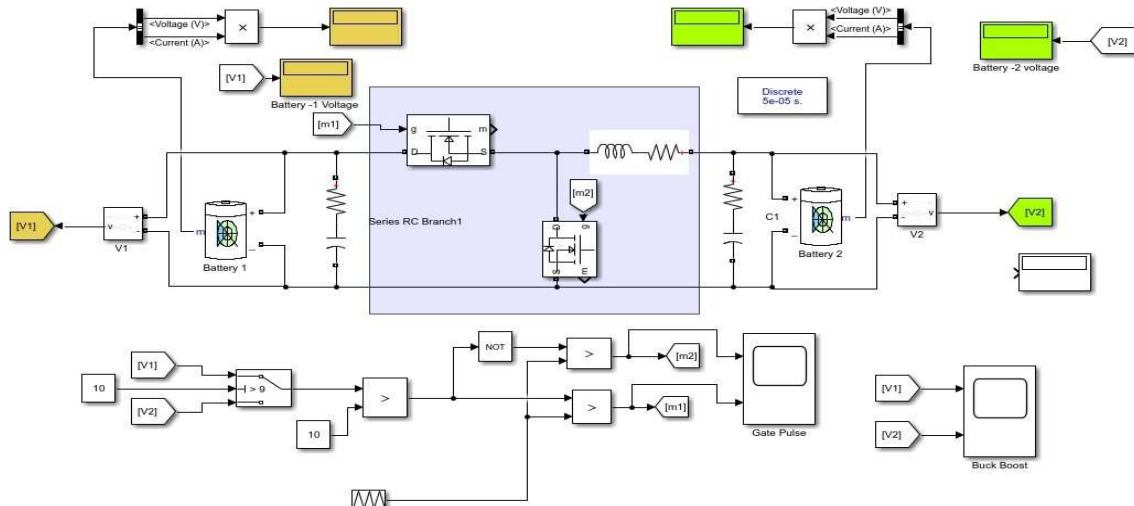 <Voltage (V)>
<Current (A)>
×
[V1]
Battery -1 Voltage
<Voltage (V)>
<Current (A)>
×
Battery -2 voltage
[V2]
Discrete
5e-05 s.
[m1]
g
m
D
S
[m2]
g
D
S
m
Series RC Branch1
[V1]
v
+
-
V1
m
+
_
Battery 1
C1
+
_
m
Battery 2
+
-
v
V2
[V2]
[V1]
10
[V2]
> 9
10
>
NOT
>
>
[m2]
[m1]
Gate Pulse
[V1]
[V2]
Buck Boost